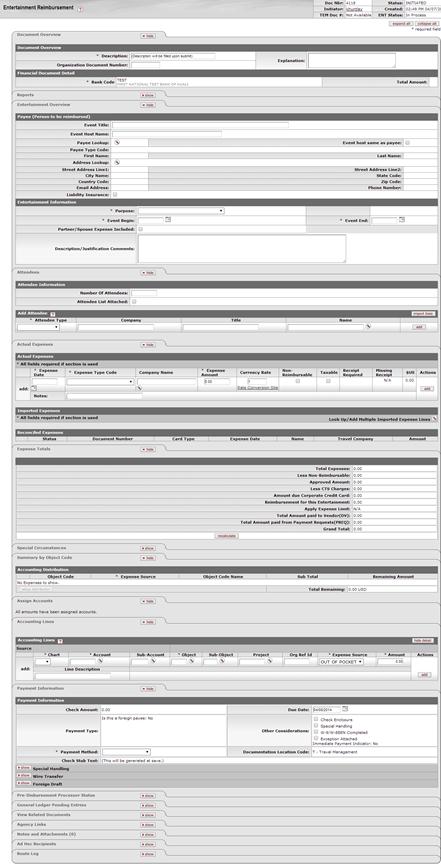 Entertainment Reimbursement
Doc Nbr: 4118 Status: INITIATED
Initiator: Created: 02:49 PM
TEM Doc #: Not Available ENT Status: In Process
expand all collapse all
* required field
Document Overview hide
Document Overview
* Description: Explanation:
Organization Document Number:
Financial Document Detail
* Bank Code: TEST Total Amount:
Reports show
Entertainment Overview hide
Payee (Person to be reimbursed)
Event Title:
Event Host Name:
Payee Lookup: Event host same as payee:
Payee Type Code:
First Name: Last Name:
Address Lookup:
Street Address Line1: Street Address Line2:
City Name: State Code:
Country Code: Zip Code:
Email Address: Phone Number:
Liability Insurance:
Entertainment Information
* Purpose:
* Event Begin: * Event End:
Partner/Spouse Expense Included:
Description/Justification Comments:
Attendees hide
Attendee Information
Number Of Attendees:
Attendee List Attached:
Add Attendee import lines
* Attendee Type Company Title Name
add
Actual Expenses hide
Actual Expenses
* All fields required if section is used
* Expense Date * Expense Type Code Company Name * Expense Amount Currency Rate Non-Reimbursable Taxable Receipt Required Missing Receipt $US Actions
add: 0.00 N/A 0.00 add
Rate Conversion Site
Notes:
Imported Expenses
* All fields required if section is used Look Up/Add Multiple Imported Expense Lines
Reconciled Expenses
Status Document Number Card Type Expense Date Name Travel Company Amount
Expense Totals hide
Total Expenses: 0.00
Less Non-Reimbursable: 0.00
Approved Amount: 0.00
Less CTS Charges: 0.00
Amount due Corporate Credit Card: 0.00
Reimbursement for this Entertainment: 0.00
Apply Expense Limit: N/A
Total Amount paid to Vendor(DV): 0.00
Total Amount paid from Payment Requests(PREQ): 0.00
Grand Total: 0.00
recalculate
Special Circumstances show
Summary by Object Code hide
Accounting Distribution
Object Code * Expense Source Object Code Name Sub Total Remaining Amount
No Expenses to show.
Total Remaining: 0.00 USD
Assign Accounts hide
All amounts have been assigned accounts.
Accounting Lines hide
Accounting Lines hide detail
Source
* Chart * Account Sub-Account * Object Sub-Object Project Org Ref Id * Expense Source * Amount Actions
add: OUT OF POCKET 0.00 add
Line Description
Payment Information hide
Payment Information
Check Amount: 0.00 Due Date:
Payment Type: Is this a foreign payee: No Other Considerations: Check Enclosure
Special Handling
W-9/W-8BEN Completed
Exception Attached
Immediate Payment Indicator: No
* Payment Method: Documentation Location Code: T - Travel Management
Check Stub Text: (This will be generated at save.)
show Special Handling
show Wire Transfer
show Foreign Draft
Pre-Disbursement Processor Status show
General Ledger Pending Entries show
View Related Documents show
Agency Links show
Notes and Attachments (0) show
Ad Hoc Recipients show
Route Log show